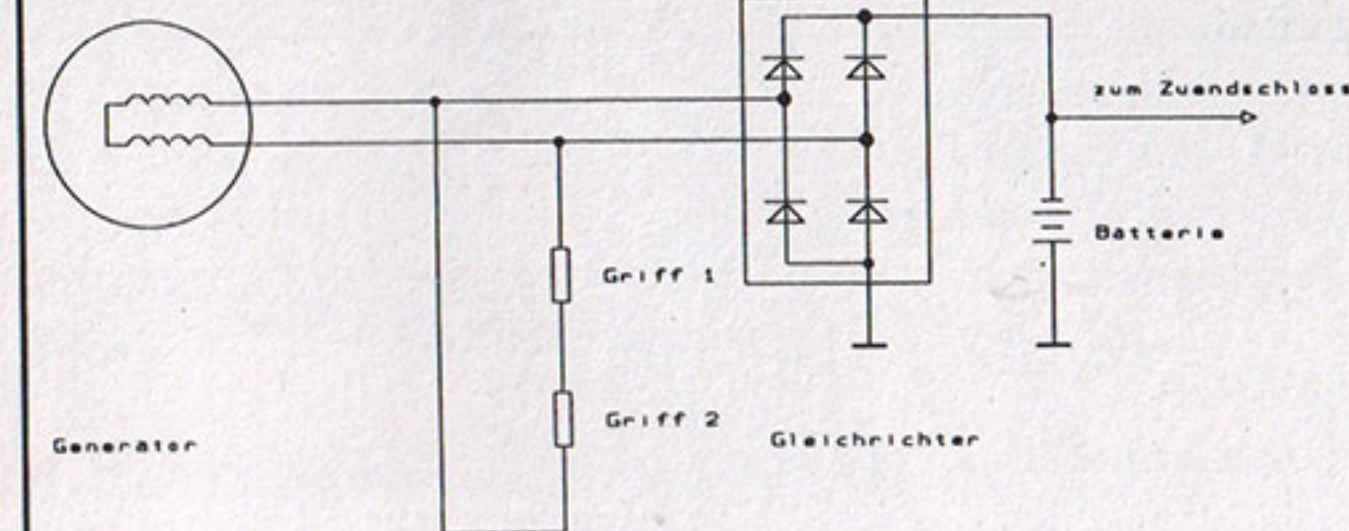 zum Zuendschloss
Batterie
Griff 1
Griff 2
Generator
Gleichrichter